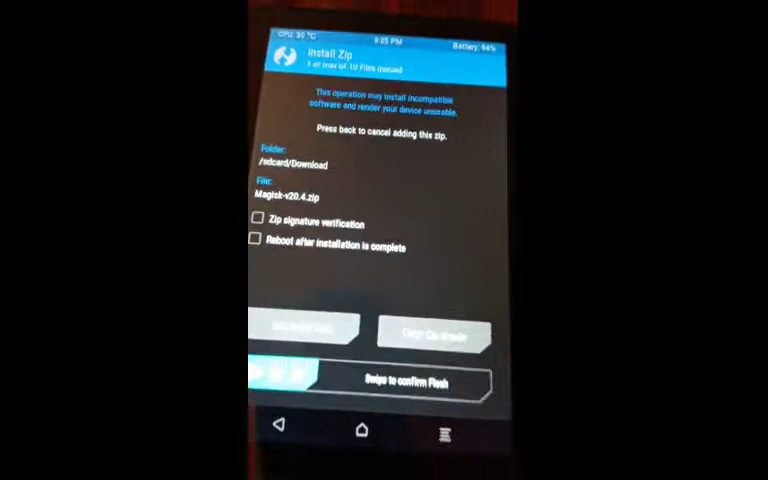 CPU: 30 °C
3:25 PM
Battery: 94%
Install Zip
1 of max of 10 Files queued
This operation may install incompatible
software and render your device unusable.
Press back to cancel adding this zip.
Folder:
/sdcard/Download
File:
Magisk-v20.4.zip
Zip signature verification
Reboot after installation is complete
Swipe to confirm Flash